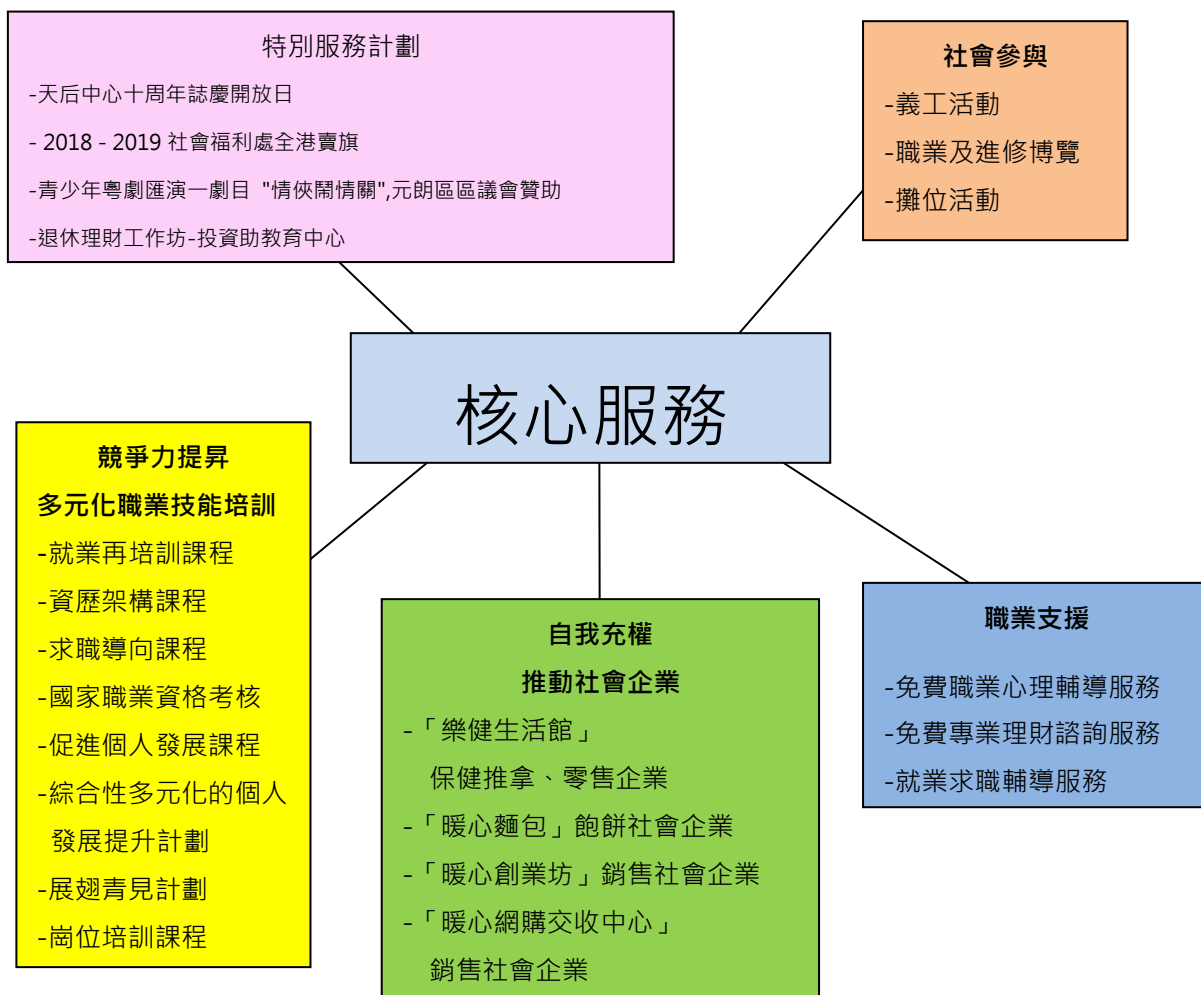 特別服務計劃
-天后中心十周年誌慶開放日
- 2018 - 2019 社會福利處全港賣旗
-青少年粵劇匯演一劇目 "情俠鬧情關",元朗區區議會贊助
-退休理財工作坊-投資助教育中心
社會參與
-義工活動
-職業及進修博覽
-攤位活動
核心服務
競爭力提昇
多元化職業技能培訓
-就業再培訓課程
-資歷架構課程
-求職導向課程
-國家職業資格考核
-促進個人發展課程
-綜合性多元化的個人
發展提升計劃
-展翅青見計劃
-崗位培訓課程
自我充權
推動社會企業
-「樂健生活館」
保健推拿、零售企業
-「暖心麵包」飽餅社會企業
-「暖心創業坊」銷售社會企業
-「暖心網購交收中心」
銷售社會企業
職業支援
-免費職業心理輔導服務
-免費專業理財諮詢服務
-就業求職輔導服務